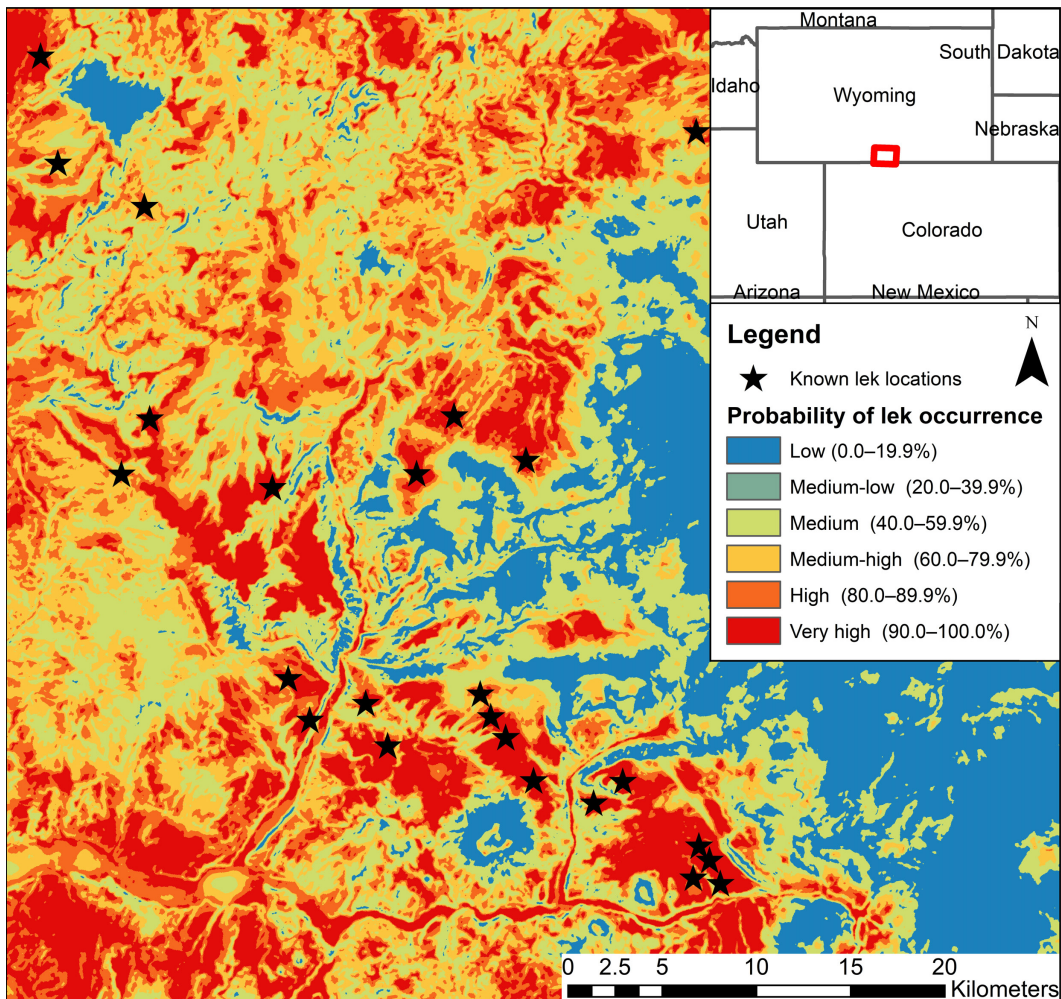 Montana
South Dakota
Idaho
Wyoming
Nebraska
Utah
Colorado
Arizona
New Mexico
Legend
N
Known lek locations
Probability of lek occurrence
Low (0.0–19.9%)
Medium-low (20.0–39.9%)
Medium (40.0–59.9%)
Medium-high (60.0–79.9%)
High (80.0–89.9%)
Very high (90.0–100.0%)
0 2.5 5 10 15 20
Kilometers